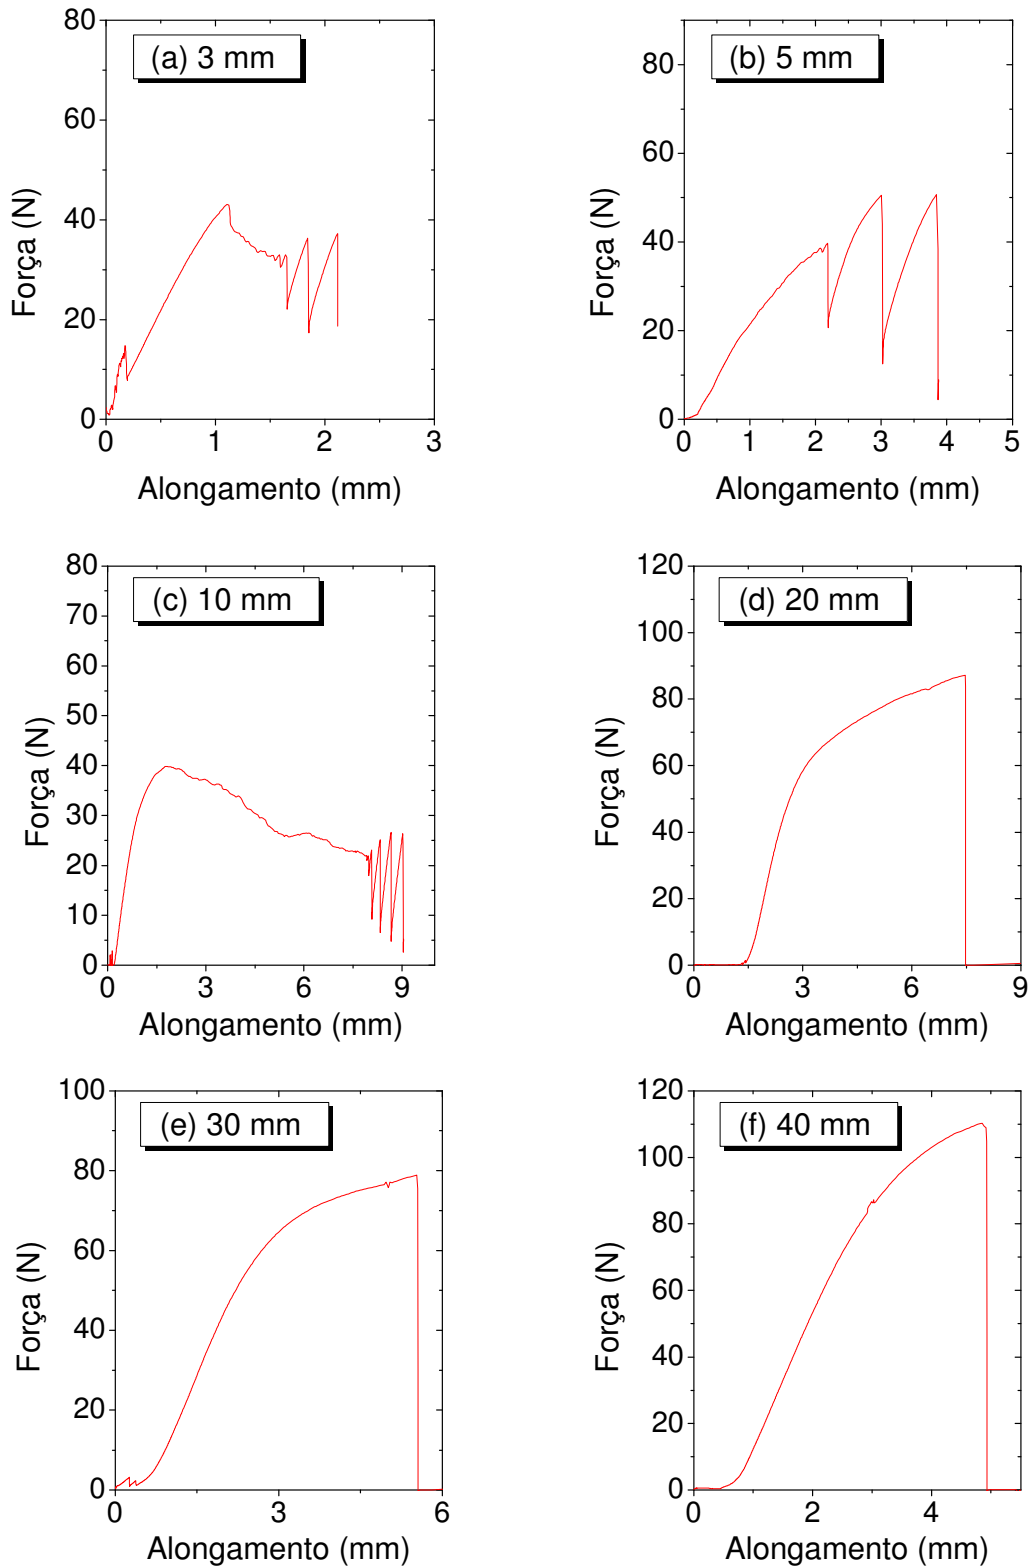 (a) 3 mm
80
60
40
20
0
0 1 2 3
Força (N)
Alongamento (mm)
(b) 5 mm
80
60
40
20
0
0 1 2 3 4 5
Força (N)
Alongamento (mm)
(c) 10 mm
80
70
60
50
40
30
20
10
0
0 3 6 9
Força (N)
Alongamento (mm)
(d) 20 mm
120
100
80
60
40
20
0
0 3 6 9
Força (N)
Alongamento (mm)
(e) 30 mm
100
80
60
40
20
0
0 3 6
Força (N)
Alongamento (mm)
(f) 40 mm
120
100
80
60
40
20
0
0 2 4
Força (N)
Alongamento (mm)